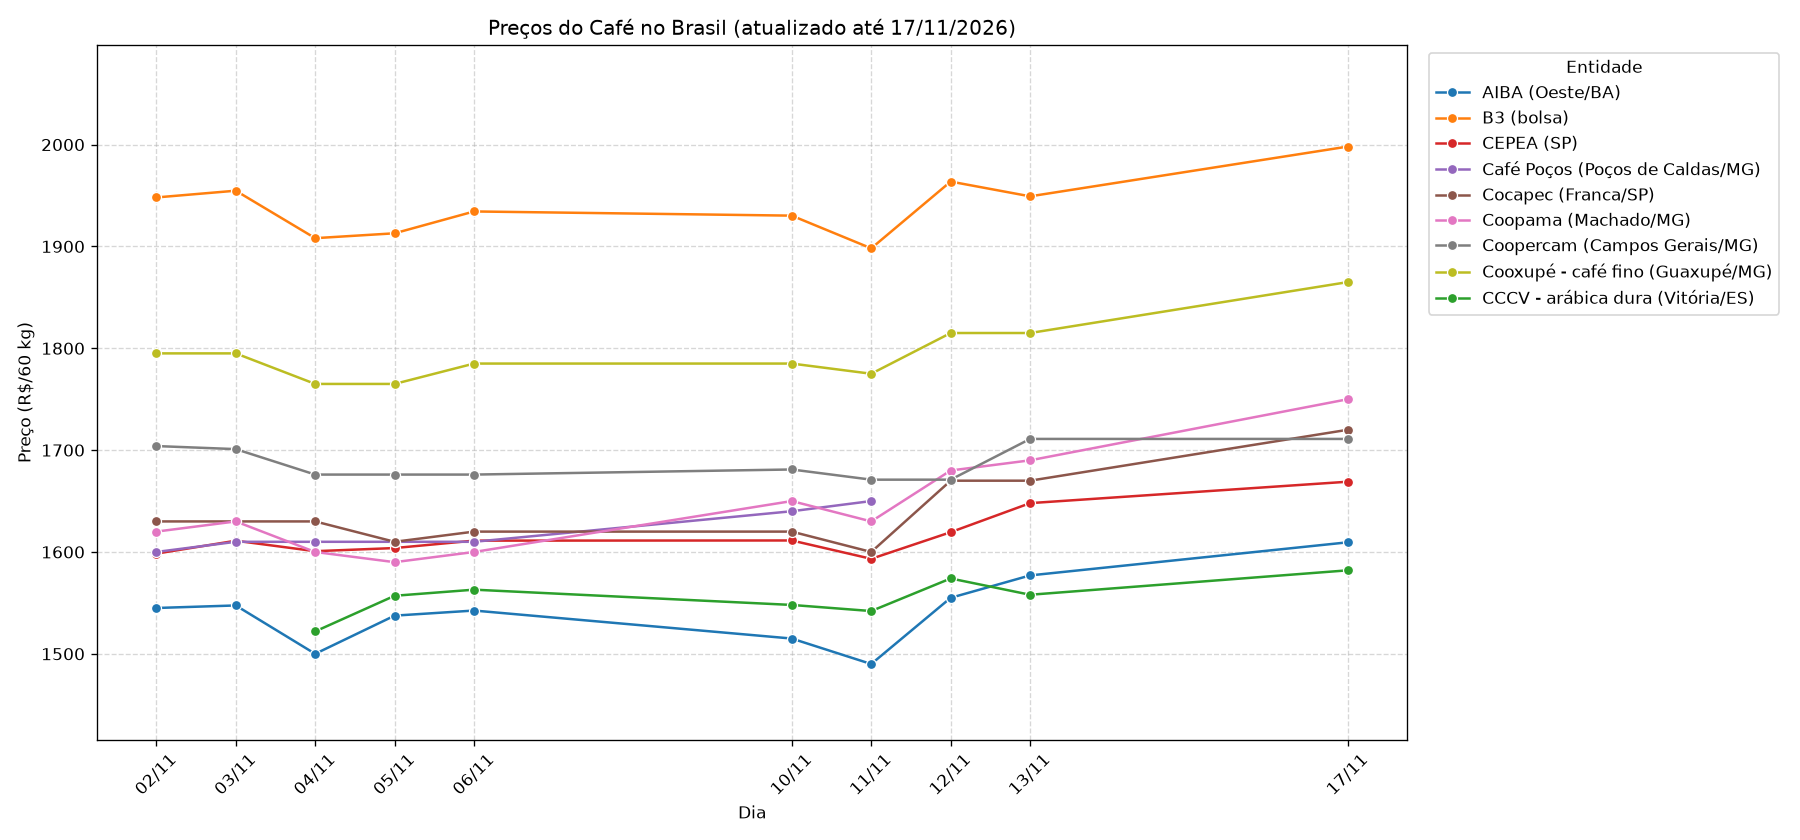 Preços do Café no Brasil (atualizado até 17/11/2026)
Entidade
AIBA (Oeste/BA)
B3 (bolsa)
CEPEA (SP)
Café Poços (Poços de Caldas/MG)
Cocapec (Franca/SP)
Coopama (Machado/MG)
Coopercam (Campos Gerais/MG)
Cooxupé - café fino (Guaxupé/MG)
CCCV - arábica dura (Vitória/ES)
Preço (R$/60 kg)
2000
1900
1800
1700
1600
1500
02/11 03/11 04/11 05/11 06/11 10/11 11/11 12/11 13/11 17/11
Dia